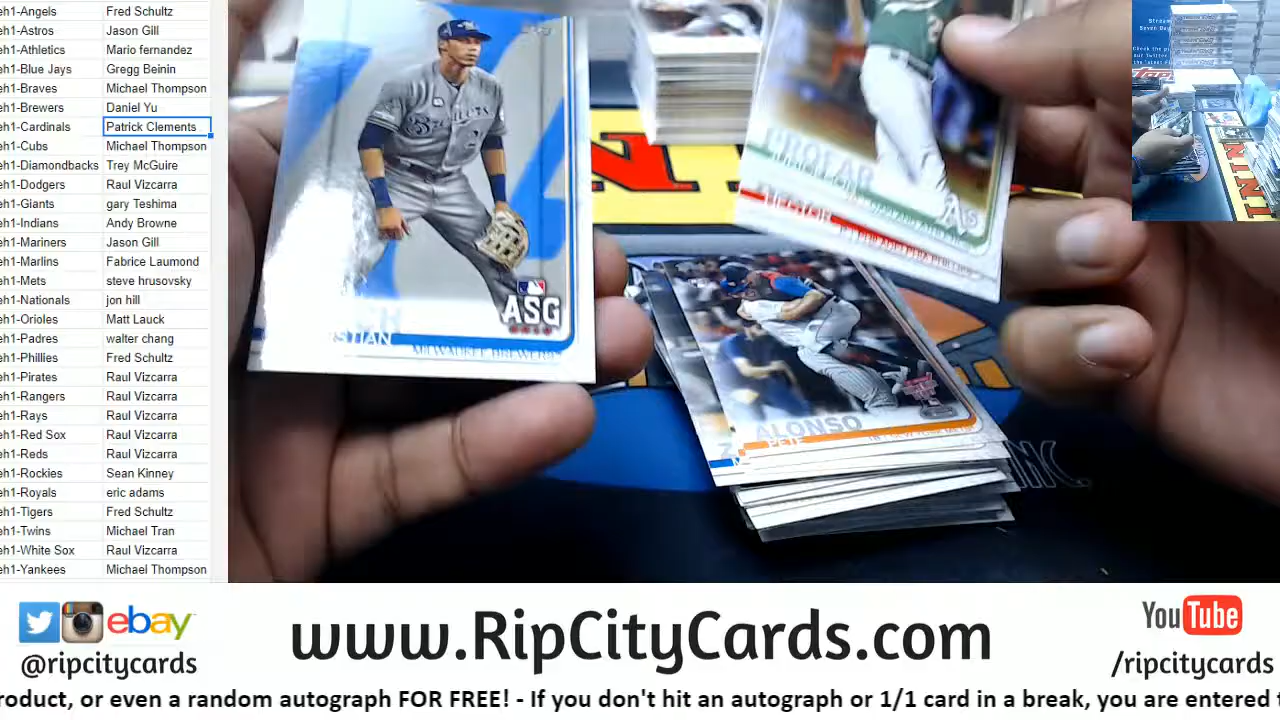 eh1-Angels Fred Schultz
eh1-Astros Jason Gill
eh1-Athletics Mario fernandez
eh1-Blue Jays Gregg Beinin
eh1-Braves Michael Thompson
eh1-Brewers Daniel Yu
eh1-Cardinals Patrick Clements
eh1-Cubs Michael Thompson
eh1-Diamondbacks Trey McGuire
eh1-Dodgers Raul Vizcarra
eh1-Giants gary Teshima
eh1-Indians Andy Browne
eh1-Mariners Jason Gill
eh1-Marlins Fabrice Laumond
eh1-Mets steve hrusovsky
eh1-Nationals jon hill
eh1-Orioles Matt Lauck
eh1-Padres walter chang
eh1-Phillies Fred Schultz
eh1-Pirates Raul Vizcarra
eh1-Rangers Raul Vizcarra
eh1-Rays Raul Vizcarra
eh1-Red Sox Raul Vizcarra
eh1-Reds Raul Vizcarra
eh1-Rockies Sean Kinney
eh1-Royals eric adams
eh1-Tigers Fred Schultz
eh1-Twins Michael Tran
eh1-White Sox Raul Vizcarra
eh1-Yankees Michael Thompson
Brewers
ASG
STIAN
MILWAUKEE BREWERS
HECTOR
A's
ALONSO
PETE
ebay
@ripcitycards
www.RipCityCards.com
YouTube
/ripcitycards
product, or even a random autograph FOR FREE! - If you don't hit an autograph or 1/1 card in a break, you are entered